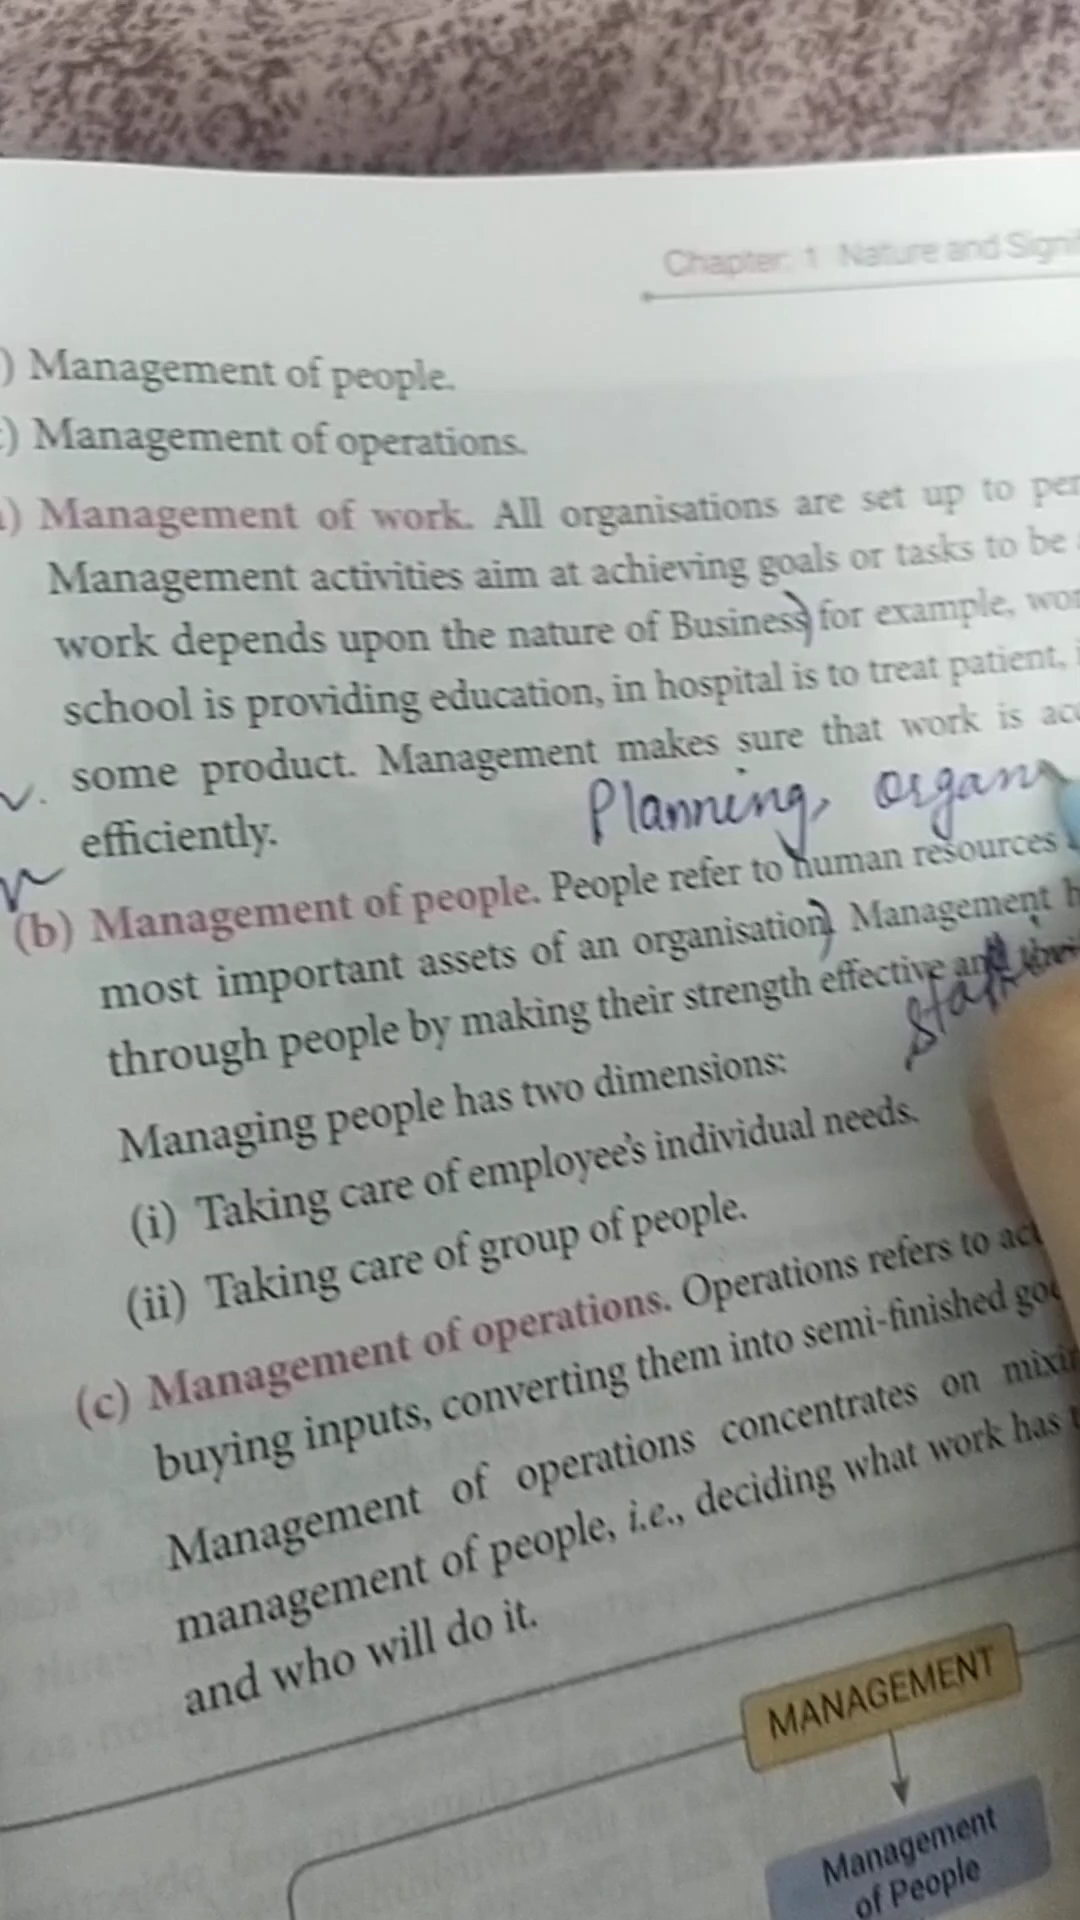 Chapter: 1 Nature and
) Management of people.
) Management of operations.
) Management of work. All organisations are set up to
Management activities aim at achieving goals or tasks to be
work depends upon the nature of Business) for example,
school is providing education, in hospital is to treat patient,
some product. Management makes sure that work is
efficiently.
Planning,
(b) Management of people. People refer to human resources
most important assets of an organisation). Management
through people by making their strength effective and their
Managing people has two dimensions:
(i) Taking care of employee's individual needs.
(ii) Taking care of group of people.
(c) Management of operations. Operations refers to
buying inputs, converting them into semi-finished
Management of operations concentrates on
management of people, i.e., deciding what work has
and who will do it.
MANAGEMENT
Management
of People